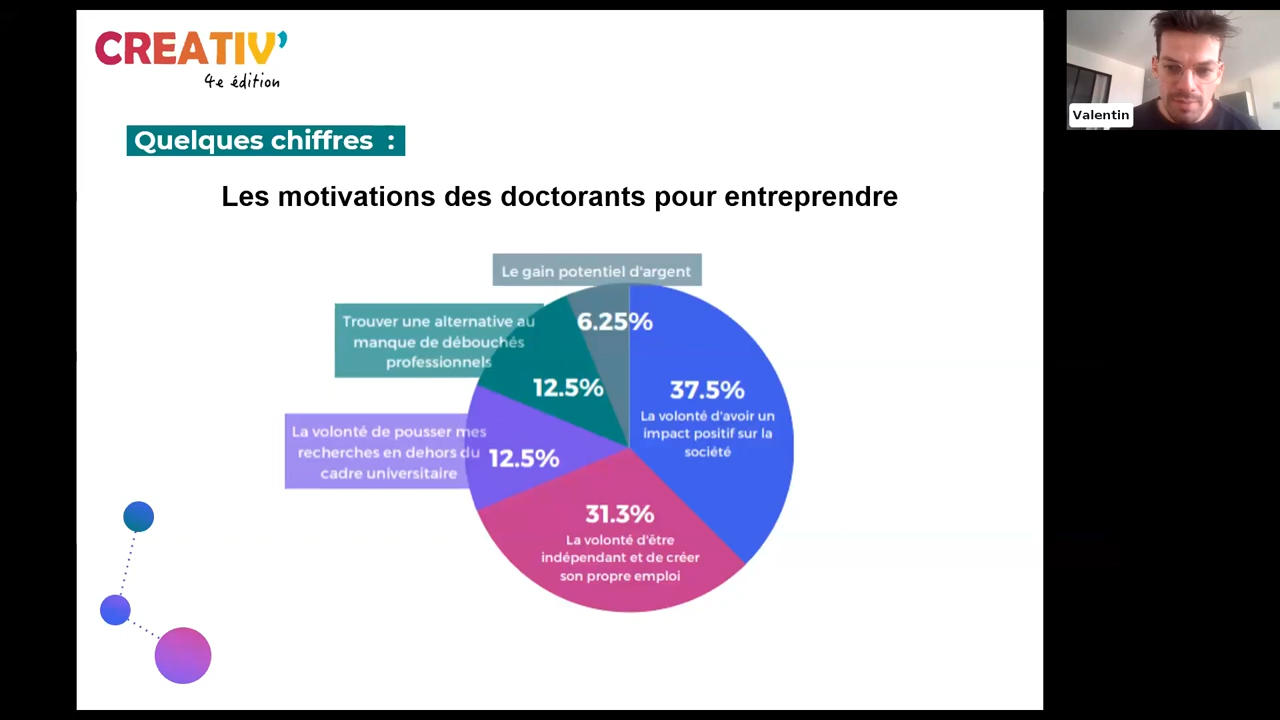 CREATIV'
4e édition
Valentin
Quelques chiffres :
Les motivations des doctorants pour entreprendre
Le gain potentiel d'argent
6.25%
Trouver une alternative au
manque de débouchés
professionnels
12.5%
37.5%
La volonté d'avoir un
impact positif sur la
société
La volonté de pousser mes
recherches en dehors du
cadre universitaire
12.5%
31.3%
La volonté d'être
indépendant et de créer
son propre emploi